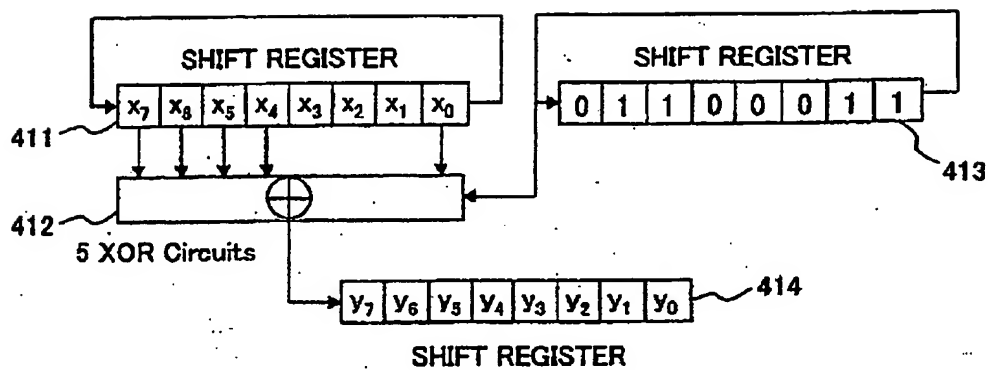 SHIFT REGISTER SHIFT REGISTER
x₇ x₈ x₅ x₄ x₃ x₂ x₁ x₀ 0 1 1 0 0 0 1 1
411
413
412
5 XOR Circuits
y₇ y₆ y₅ y₄ y₃ y₂ y₁ y₀ 414
SHIFT REGISTER